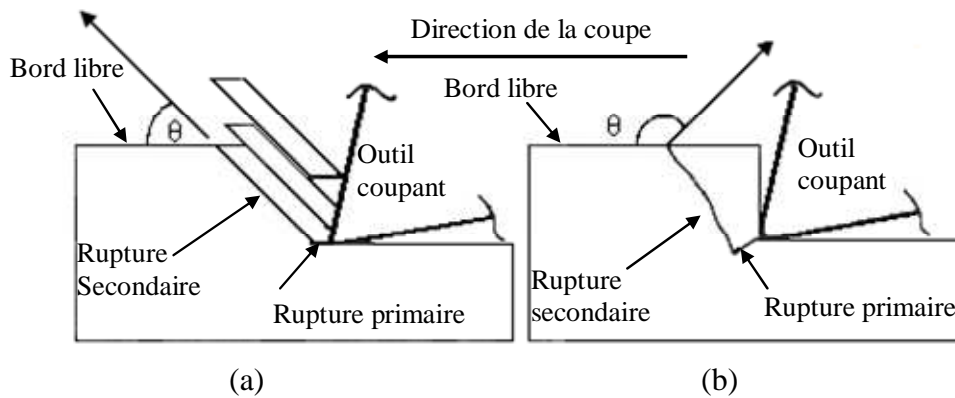 Direction de la coupe
Bord libre
θ
Outil
coupant
Rupture
Secondaire
Rupture primaire
(a)
Bord libre
θ
Outil
coupant
Rupture
secondaire
Rupture primaire
(b)